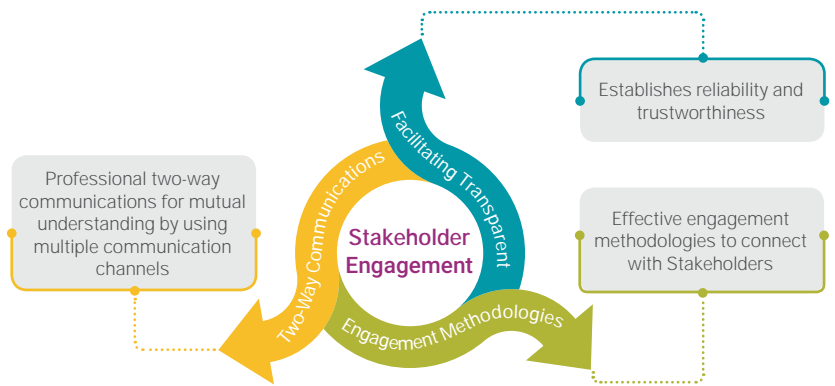 Establishes reliability and
trustworthiness
Facilitating Transparent
Professional two-way
communications for mutual
understanding by using
multiple communication
channels
Two-Way Communications
Stakeholder
Engagement
Effective engagement
methodologies to connect
with Stakeholders
Engagement Methodologies